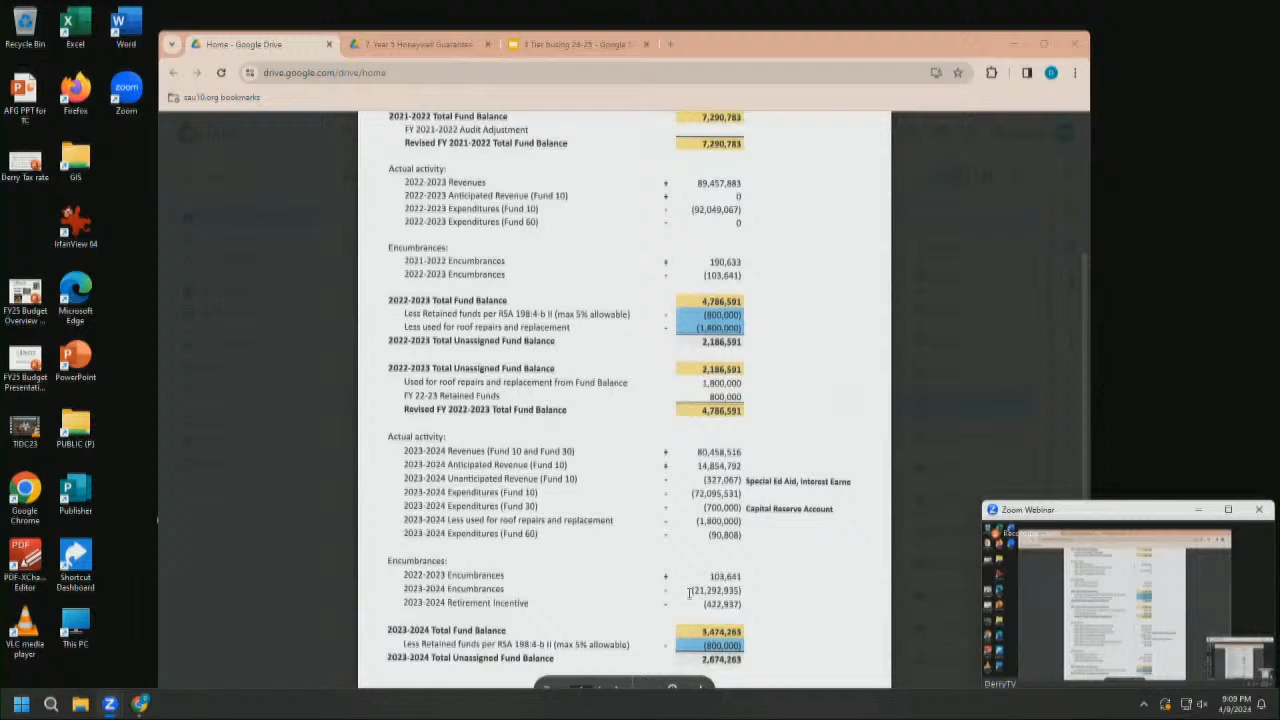 Recycle Bin
Excel
Word
AFG PPT for TC
Firefox
Zoom
Derry Tax rate
GIS
IrfanView 64
FY25 Budget Overview ...
Microsoft Edge
FY25 Budget Presentati...
PowerPoint
TIDC23
PUBLIC (P)
Google Chrome
Publisher
PDF-XCha... Editor
Shortcut Dashboard
VLC media player
This PC
Home - Google Drive
7. Year 5 Honeywell Guarantee
3 Tier busing 24-25 - Google S
drive.google.com/drive/home
sau10.org bookmarks
2021-2022 Total Fund Balance 7,290,783
FY 2021-2022 Audit Adjustment
Revised FY 2021-2022 Total Fund Balance 7,290,783
Actual activity:
2022-2023 Revenues + 89,457,883
2022-2023 Anticipated Revenue (Fund 10) + 0
2022-2023 Expenditures (Fund 10) - (92,049,067)
2022-2023 Expenditures (Fund 60) - 0
Encumbrances:
2021-2022 Encumbrances + 190,633
2022-2023 Encumbrances - (103,641)
2022-2023 Total Fund Balance 4,786,591
Less Retained funds per RSA 198:4-b II (max 5% allowable) - (800,000)
Less used for roof repairs and replacement - (1,800,000)
2022-2023 Total Unassigned Fund Balance 2,186,591
2022-2023 Total Unassigned Fund Balance 2,186,591
Used for roof repairs and replacement from Fund Balance 1,800,000
FY 22-23 Retained Funds 800,000
Revised FY 2022-2023 Total Fund Balance 4,786,591
Actual activity:
2023-2024 Revenues (Fund 10 and Fund 30) + 80,458,516
2023-2024 Anticipated Revenue (Fund 10) + 14,854,792
2023-2024 Unanticipated Revenue (Fund 10) - (327,067) Special Ed Aid, Interest Earne
2023-2024 Expenditures (Fund 10) - (72,095,531)
2023-2024 Expenditures (Fund 30) - (700,000) Capital Reserve Account
2023-2024 Less used for roof repairs and replacement - (1,800,000)
2023-2024 Expenditures (Fund 60) - (90,808)
Encumbrances:
2022-2023 Encumbrances + 103,641
2023-2024 Encumbrances - (21,292,935)
2023-2024 Retirement Incentive - (422,937)
2023-2024 Total Fund Balance 3,474,263
Less Retained funds per RSA 198:4-b II (max 5% allowable) - (800,000)
2023-2024 Total Unassigned Fund Balance 2,674,263
Zoom Webinar
DerryTV
9:09 PM
4/9/2024